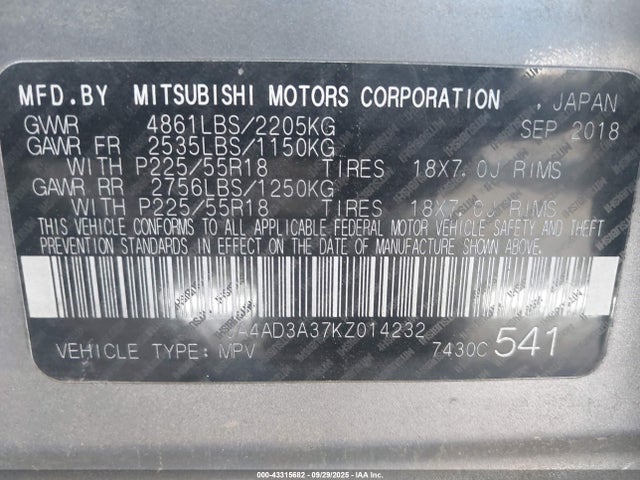 MFD.BY MITSUBISHI MOTORS CORPORATION . JAPAN
GVWR 4861LBS/2205KG SEP 2018
GAWR FR 2535LBS/1150KG
WITH P225/55R18 TIRES 18X7.0J RIMS
GAWR RR 2756LBS/1250KG
WITH P225/55R18 TIRES 18X7.0J RIMS
THIS VEHICLE CONFORMS TO ALL APPLICABLE FEDERAL MOTOR VEHICLE SAFETY AND THEFT
PREVENTION STANDARDS IN EFFECT ON THE DATE OF MANUFACTURE SHOWN ABOVE.
A4AD3A37KZ014232
VEHICLE TYPE: MPV 7430C 541
000-43315682 - 09/29/2025 - IAAI.COM